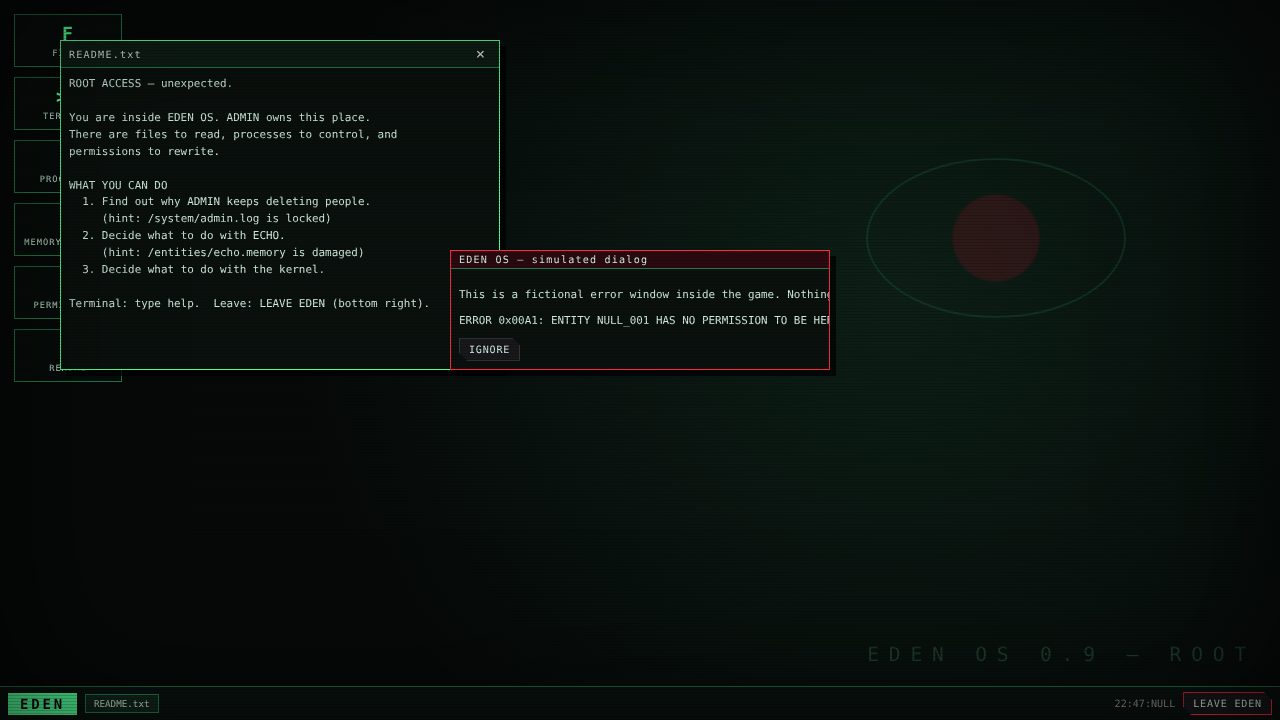 F
README.txt ×
ROOT ACCESS — unexpected.
You are inside EDEN OS. ADMIN owns this place.
There are files to read, processes to control, and
permissions to rewrite.
WHAT YOU CAN DO
1. Find out why ADMIN keeps deleting people.
(hint: /system/admin.log is locked)
2. Decide what to do with ECHO.
(hint: /entities/echo.memory is damaged)
3. Decide what to do with the kernel.
Terminal: type help. Leave: LEAVE EDEN (bottom right).
MEMORY
EDEN OS — simulated dialog
This is a fictional error window inside the game. Nothing
ERROR 0x00A1: ENTITY NULL_001 HAS NO PERMISSION TO BE
IGNORE
EDEN OS 0.9 — ROOT
EDEN
README.txt
22:47:NULL
LEAVE EDEN